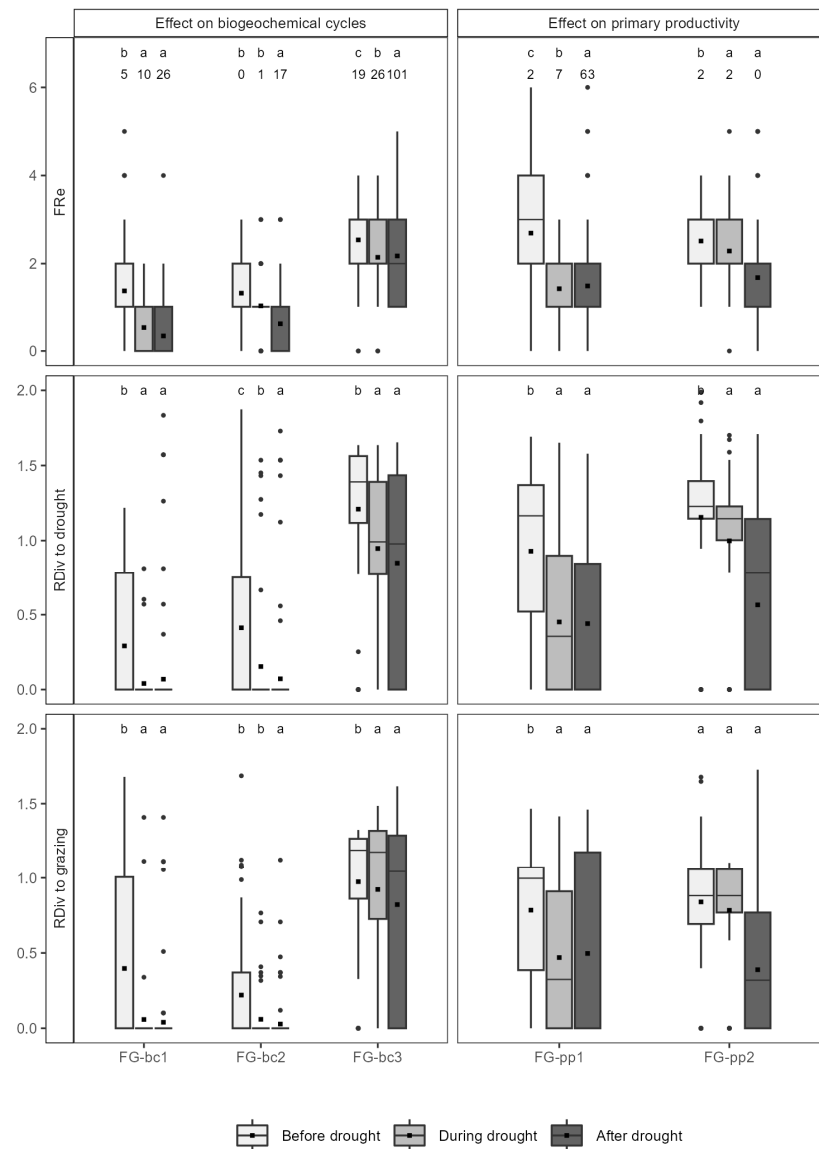 Effect on biogeochemical cycles Effect on primary productivity
b a a b b a c b a c b a b a a
5 10 26 0 1 17 19 26 101 2 7 63 2 2 0
6
4
2
0
FRe
b a a c b a b a a b a a b a a
2.0
1.5
1.0
0.5
0.0
RDiv to drought
b a a b b a b a a b a a a a a
2.0
1.5
1.0
0.5
0.0
RDiv to grazing
FG-bc1 FG-bc2 FG-bc3 FG-pp1 FG-pp2
Before drought During drought After drought